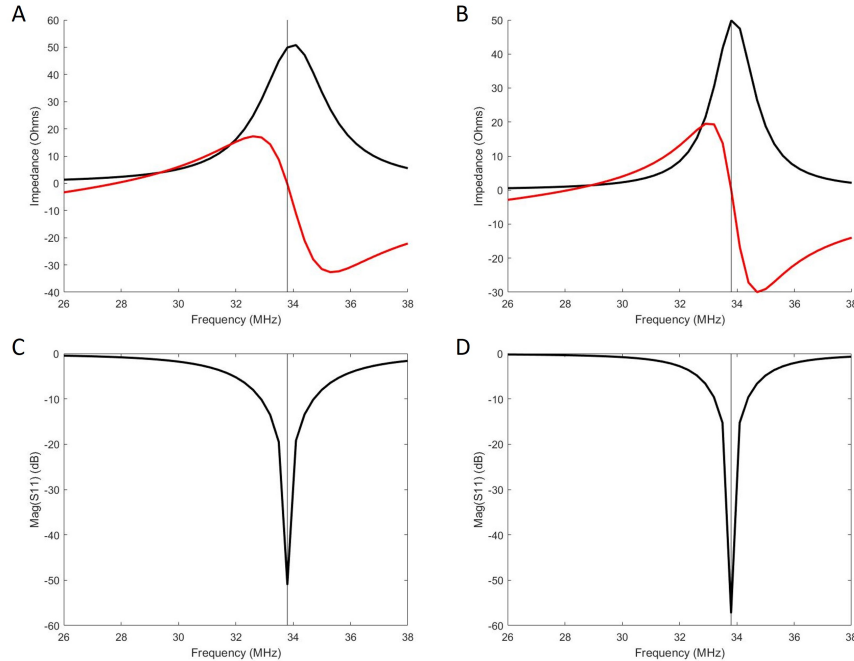 A
60
50
40
30
20
10
0
-10
-20
-30
-40
Impedance (Ohms)
26 28 30 32 34 36 38
Frequency (MHz)
B
50
40
30
20
10
0
-10
-20
-30
Impedance (Ohms)
26 28 30 32 34 36 38
Frequency (MHz)
C
0
-10
-20
-30
-40
-50
-60
Mag(S11) (dB)
26 28 30 32 34 36 38
Frequency (MHz)
D
0
-10
-20
-30
-40
-50
-60
Mag(S11) (dB)
26 28 30 32 34 36 38
Frequency (MHz)